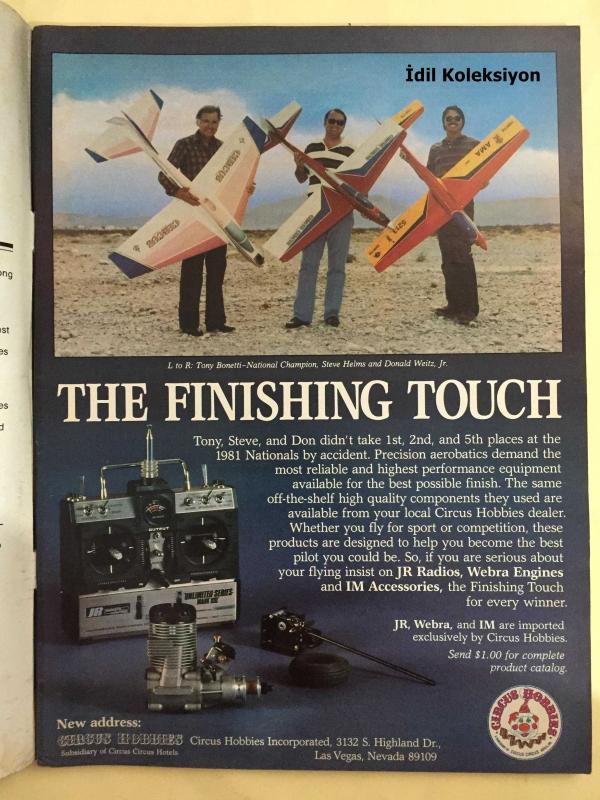 İdil Koleksiyon
CIRCUS
CIRCUS
AMA
L to R: Tony Bonetti–National Champion, Steve Helms and Donald Weitz, Jr.
THE FINISHING TOUCH
Tony, Steve, and Don didn't take 1st, 2nd, and 5th places at the
1981 Nationals by accident. Precision aerobatics demand the
most reliable and highest performance equipment
available for the best possible finish. The same
off-the-shelf high quality components they used are
available from your local Circus Hobbies dealer.
Whether you fly for sport or competition, these
products are designed to help you become the best
pilot you could be. So, if you are serious about
your flying insist on JR Radios, Webra Engines
and IM Accessories, the Finishing Touch
for every winner.
JR, Webra, and IM are imported
exclusively by Circus Hobbies.
Send $1.00 for complete
product catalog.
OUTPUT
JR
UNLIMITED SERIES
CIRCUS HOBBIES
New address:
CIRCUS HOBBIES
Subsidiary of Circus Circus Hotels
Circus Hobbies Incorporated, 3132 S. Highland Dr.,
Las Vegas, Nevada 89109